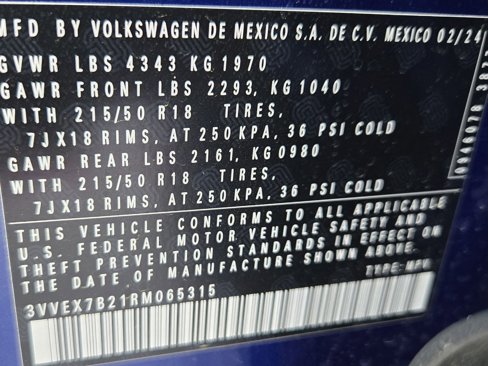 MFD BY VOLKSWAGEN DE MEXICO S.A. DE C.V. MEXICO 02/24
GVWR LBS 4343 KG 1970
GAWR FRONT LBS 2293, KG 1040
WITH 215/50 R18 TIRES,
7JX18 RIMS, AT 250 KPA, 36 PSI COLD
GAWR REAR LBS 2161, KG 0980
WITH 215/50 R18 TIRES,
7JX18 RIMS, AT 250 KPA, 36 PSI COLD
THIS VEHICLE CONFORMS TO ALL APPLICABLE
U.S. FEDERAL MOTOR VEHICLE SAFETY AND
THEFT PREVENTION STANDARDS IN EFFECT ON
THE DATE OF MANUFACTURE SHOWN ABOVE.
3VVEX7B21RM065315
TYPE: MPV